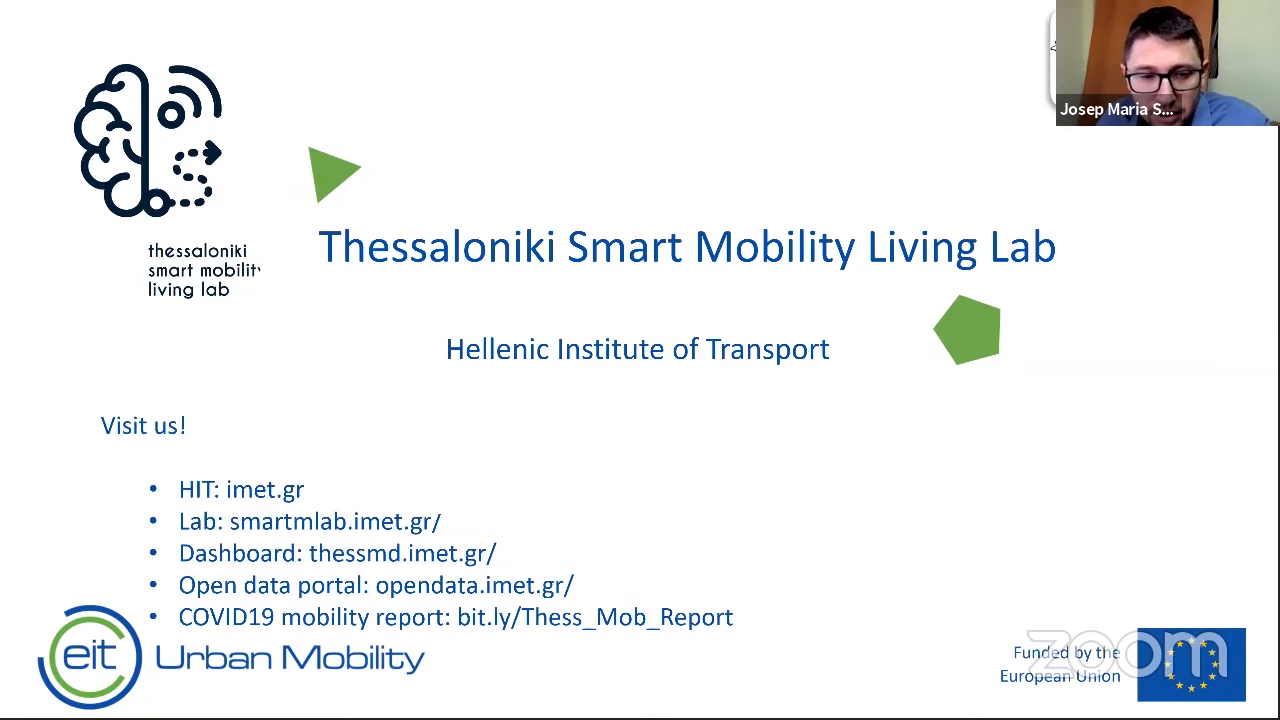 Josep Maria S...
thessaloniki
smart mobility
living lab
Thessaloniki Smart Mobility Living Lab
Hellenic Institute of Transport
Visit us!
• HIT: imet.gr
• Lab: smartmlab.imet.gr/
• Dashboard: thessmd.imet.gr/
• Open data portal: opendata.imet.gr/
• COVID19 mobility report: bit.ly/Thess_Mob_Report
eit Urban Mobility
Funded by the
European Union
zoom